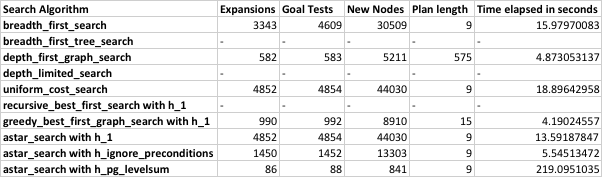 Search Algorithm Expansions Goal Tests New Nodes Plan length Time elapsed in seconds
breadth_first_search 3343 4609 30509 9 15.97970083
breadth_first_tree_search - - - - -
depth_first_graph_search 582 583 5211 575 4.873053137
depth_limited_search - - - - -
uniform_cost_search 4852 4854 44030 9 18.89642958
recursive_best_first_search with h_1 - - - - -
greedy_best_first_graph_search with h_1 990 992 8910 15 4.19024557
astar_search with h_1 4852 4854 44030 9 13.59187847
astar_search with h_ignore_preconditions 1450 1452 13303 9 5.54513472
astar_search with h_pg_levelsum 86 88 841 9 219.0951035